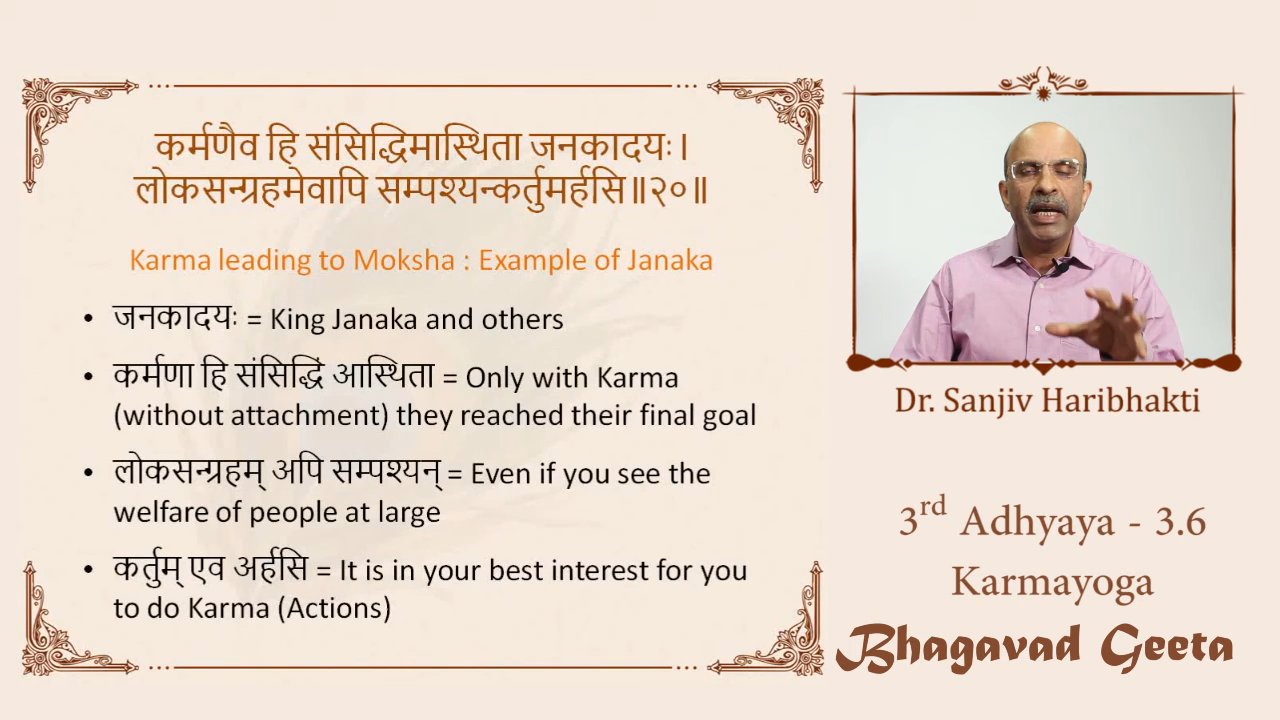 कर्मणैव हि संसिद्धिमास्थिता जनकादयः।
लोकसन्ग्रहमेवापि सम्पश्यन्कर्तुमर्हसि॥२०॥
Karma leading to Moksha : Example of Janaka
• जनकादयः = King Janaka and others
• कर्मणा हि संसिद्धिं आस्थिता = Only with Karma
(without attachment) they reached their final goal
• लोकसन्ग्रहम् अपि सम्पश्यन् = Even if you see the
welfare of people at large
• कर्तुम् एव अर्हसि = It is in your best interest for you
to do Karma (Actions)
Dr. Sanjiv Haribhakti
3rd Adhyaya - 3.6
Karmayoga
Bhagavad Geeta